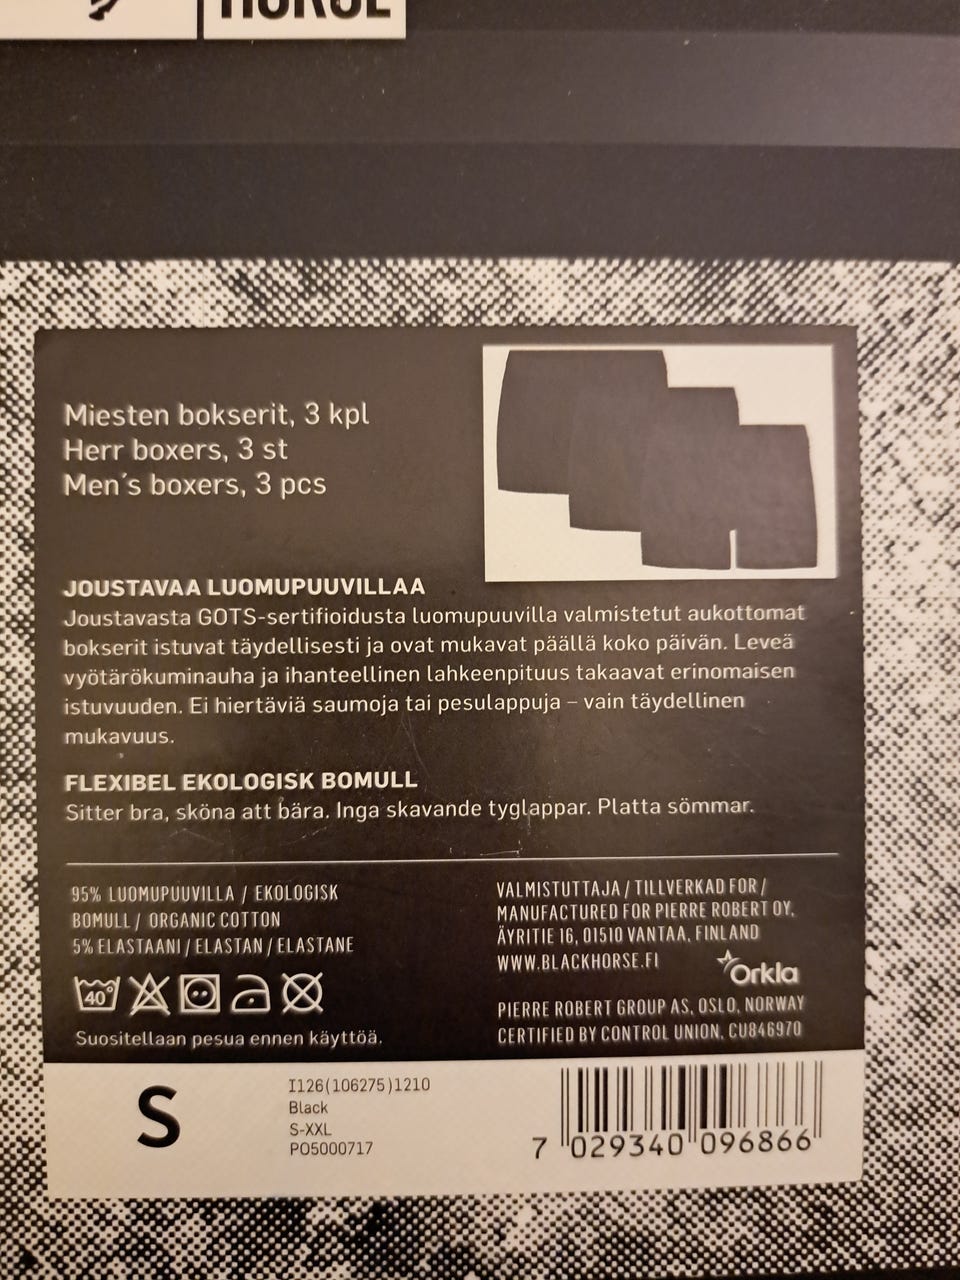 HORSE
Miesten bokserit, 3 kpl
Herr boxers, 3 st
Men´s boxers, 3 pcs
JOUSTAVAA LUOMUPUUVILLAA
Joustavasta GOTS-sertifioidusta luomupuuvilla valmistetut aukottomat
bokserit istuvat täydellisesti ja ovat mukavat päällä koko päivän. Leveä
vyötärökuminauha ja ihanteellinen lahkeenpituus takaavat erinomaisen
istuvuuden. Ei hiertäviä saumoja tai pesulappuja – vain täydellinen
mukavuus.
FLEXIBEL EKOLOGISK BOMULL
Sitter bra, sköna att bära. Inga skavande tyglappar. Platta sömmar.
95% LUOMUPUUVILLA / EKOLOGISK
BOMULL / ORGANIC COTTON
5% ELASTAANI / ELASTAN / ELASTANE
40°
Suositellaan pesua ennen käyttöä.
VALMISTUTTAJA / TILLVERKAD FOR /
MANUFACTURED FOR PIERRE ROBERT OY,
ÄYRITIE 16, 01510 VANTAA, FINLAND
WWW.BLACKHORSE.FI
Orkla
PIERRE ROBERT GROUP AS, OSLO, NORWAY
CERTIFIED BY CONTROL UNION, CU846970
S
I126(106275)1210
Black
S-XXL
PO5000717
7 029340 096866